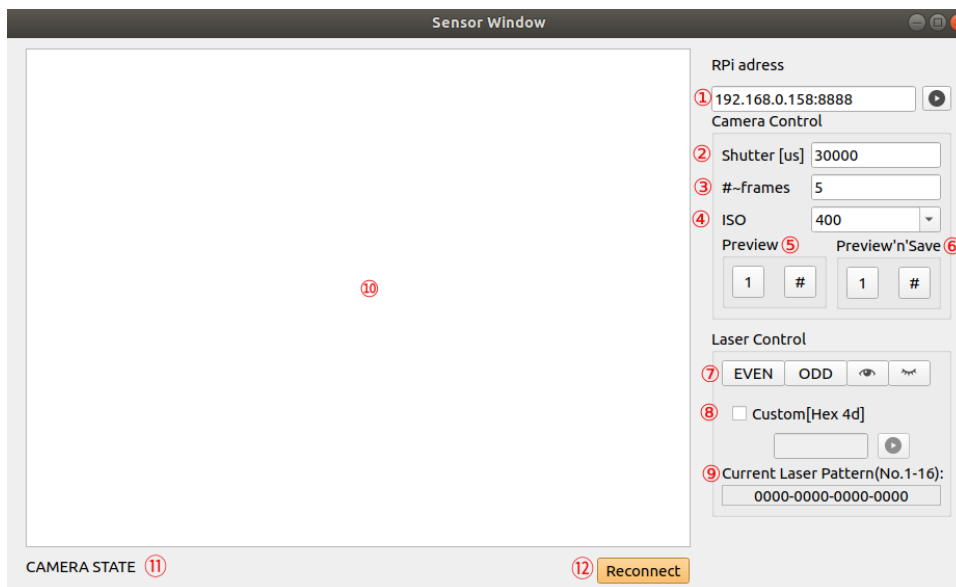 Sensor Window
RPi adress
① 192.168.0.158:8888
Camera Control
② Shutter [us] 30000
③ #~frames 5
④ ISO 400
Preview ⑤ Preview'n'Save ⑥
1 # 1 #
⑩
Laser Control
⑦ EVEN ODD
⑧ Custom[Hex 4d]
⑨ Current Laser Pattern(No.1-16):
0000-0000-0000-0000
CAMERA STATE ⑪ ⑫ Reconnect